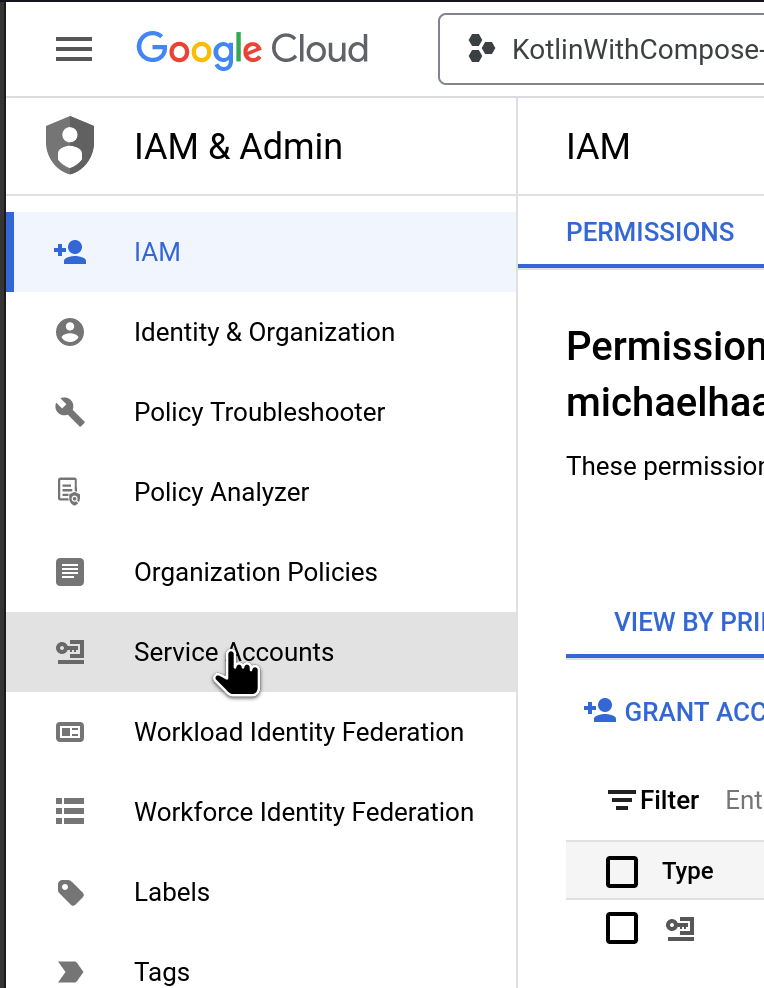 Google Cloud
KotlinWithCompose-
IAM & Admin
IAM
IAM
PERMISSIONS
Identity & Organization
Policy Troubleshooter
Policy Analyzer
Organization Policies
Service Accounts
Workload Identity Federation
Workforce Identity Federation
Labels
Tags
Permission
michaelhaa
These permission
VIEW BY PRI
GRANT ACC
Filter Ent
Type